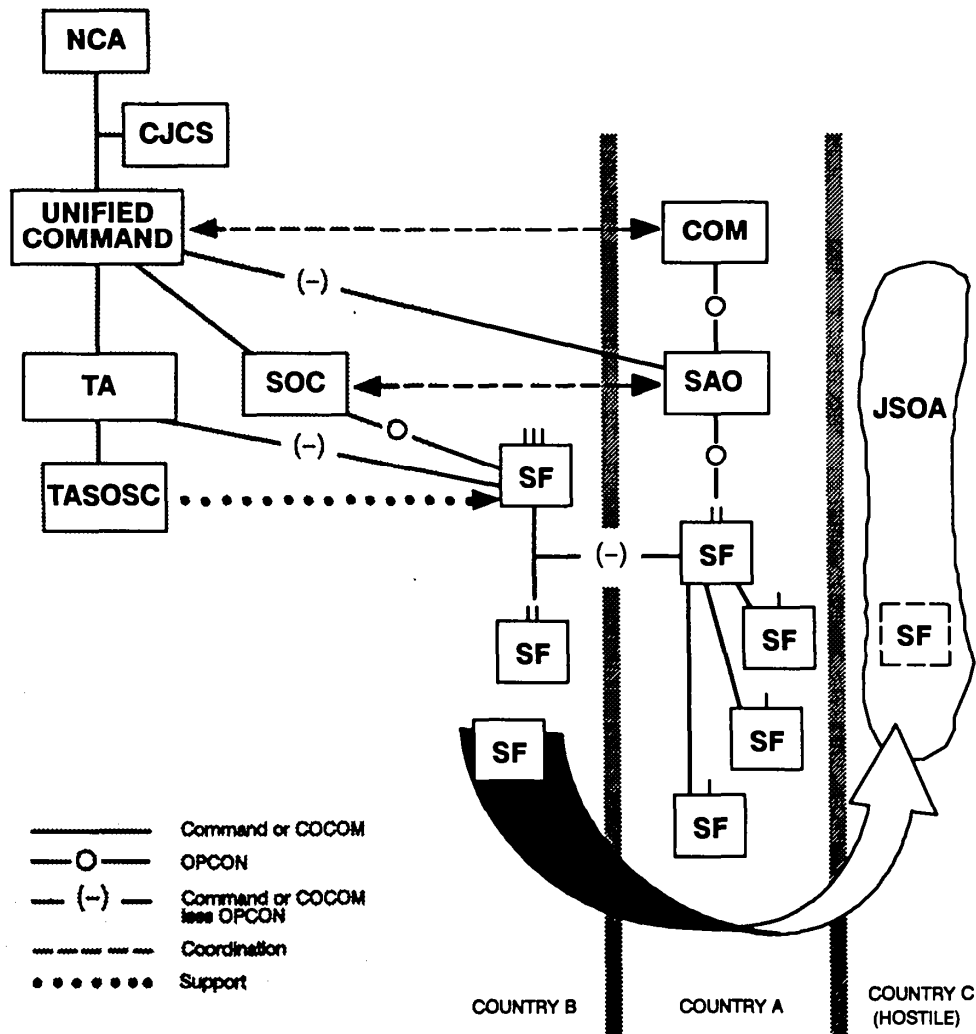 NCA
CJCS
UNIFIED
COMMAND
COM
(-)
TA
SOC
SAO
JSOA
(-)
TASOSC
SF
SF
(-)
SF
SF
SF
SF
SF
SF
Command or COCOM
OPCON
(-)
Command or COCOM
less OPCON
Coordination
Support
COUNTRY B
COUNTRY A
COUNTRY C
(HOSTILE)